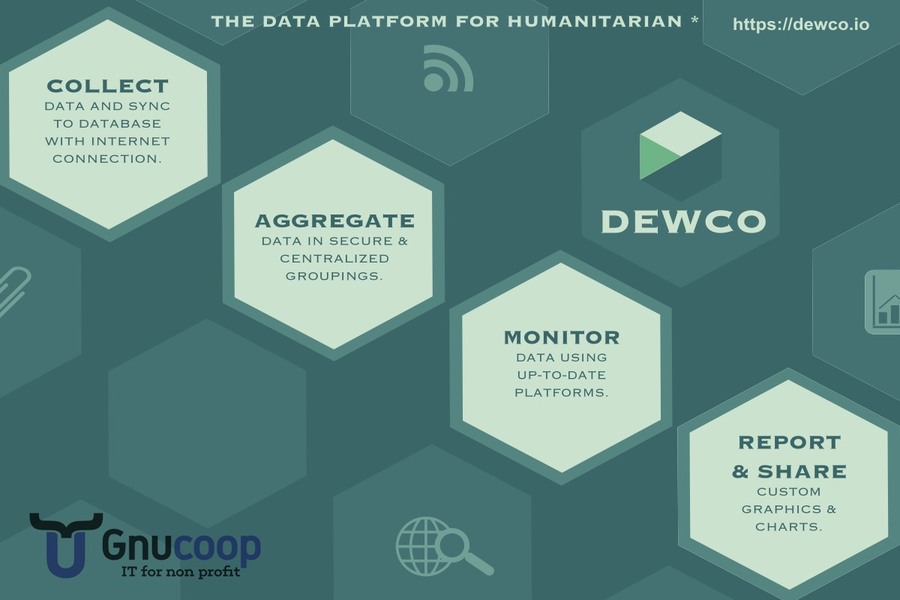 THE DATA PLATFORM FOR HUMANITARIAN *
https://dewco.io
COLLECT
DATA AND SYNC
TO DATABASE
WITH INTERNET
CONNECTION.
AGGREGATE
DATA IN SECURE &
CENTRALIZED
GROUPINGS.
DEWCO
MONITOR
DATA USING
UP-TO-DATE
PLATFORMS.
REPORT
& SHARE
CUSTOM
GRAPHICS &
CHARTS.
Gnucoop
IT for non profit